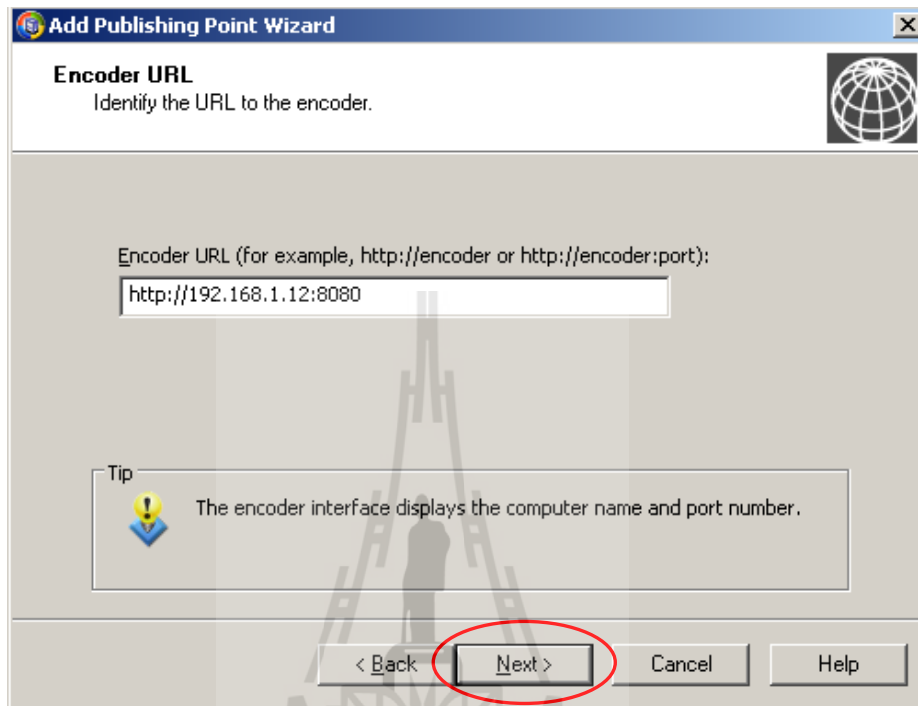 Add Publishing Point Wizard
Encoder URL
Identify the URL to the encoder.
Encoder URL (for example, http://encoder or http://encoder:port):
http://192.168.1.12:8080
Tip
The encoder interface displays the computer name and port number.
< Back
Next >
Cancel
Help